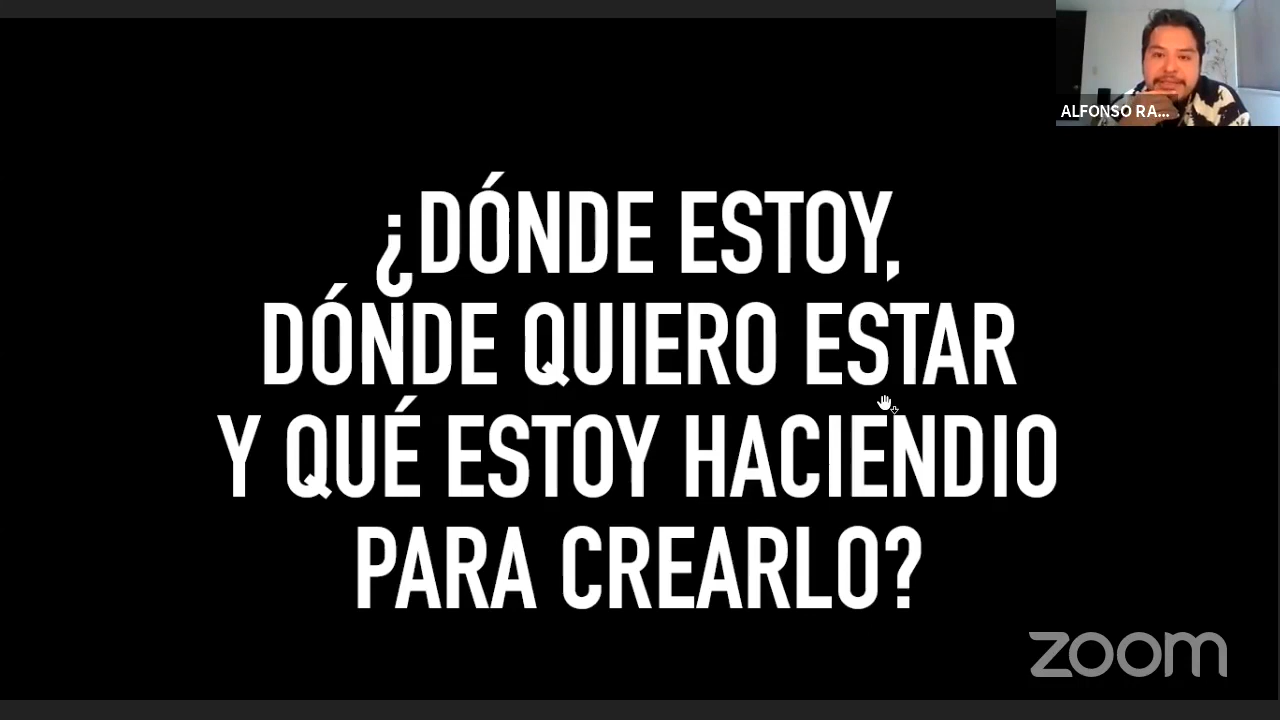 ALFONSO RA...
¿DÓNDE ESTOY,
DÓNDE QUIERO ESTAR
Y QUÉ ESTOY HACIENDIO
PARA CREARLO?
zoom